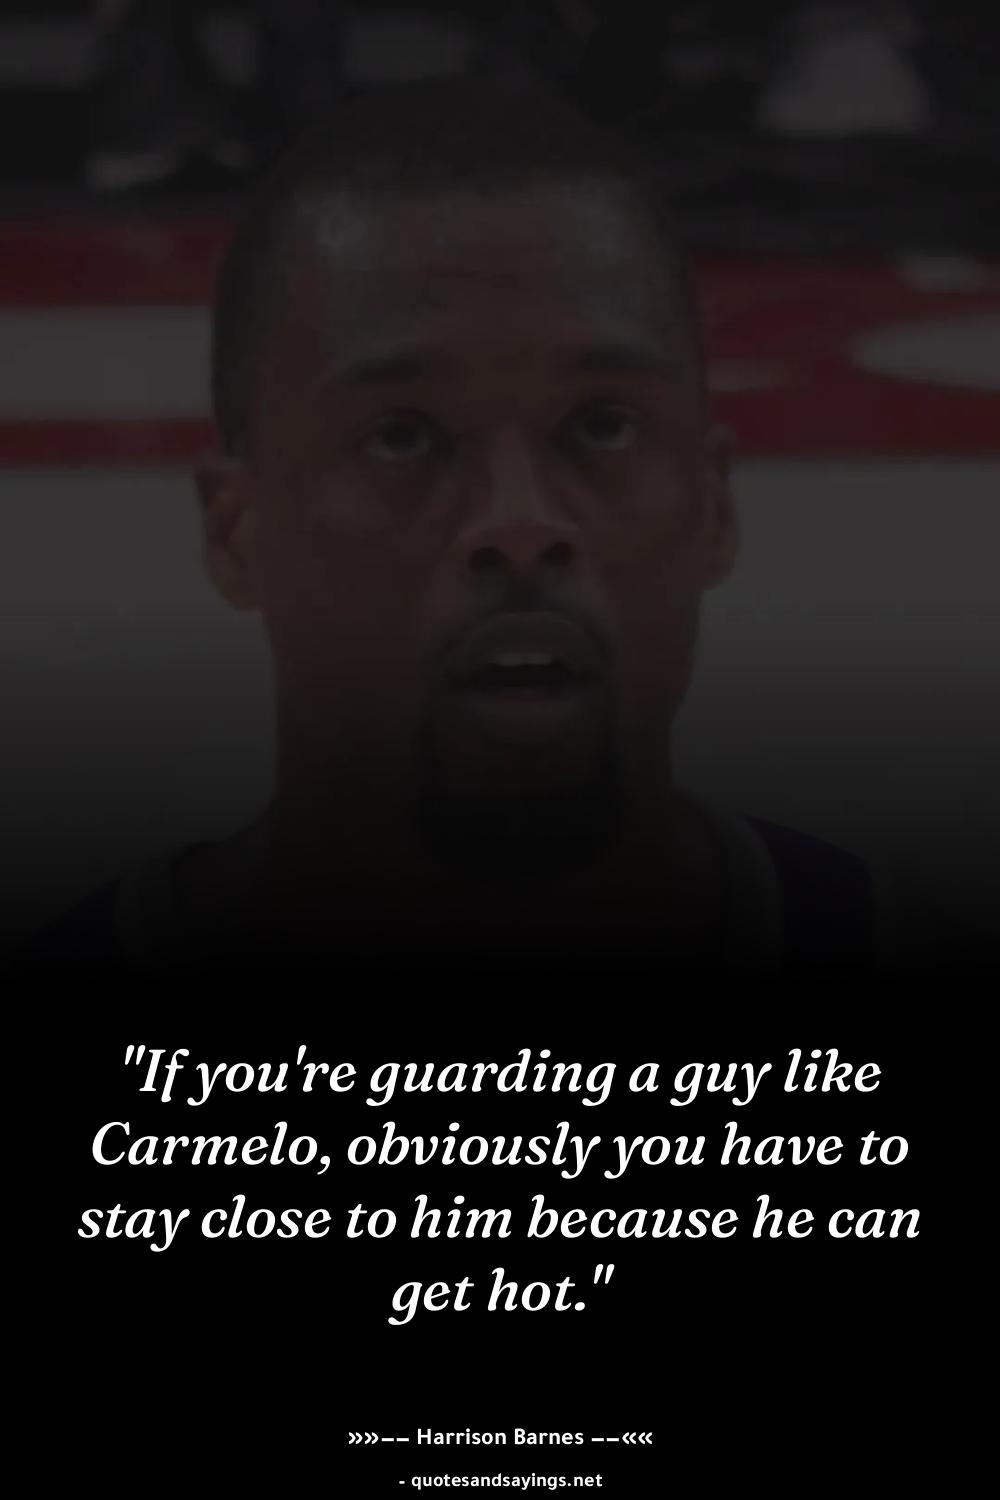 "If you're guarding a guy like
Carmelo, obviously you have to
stay close to him because he can
get hot."
»»–– Harrison Barnes ––««
- quotesandsayings.net